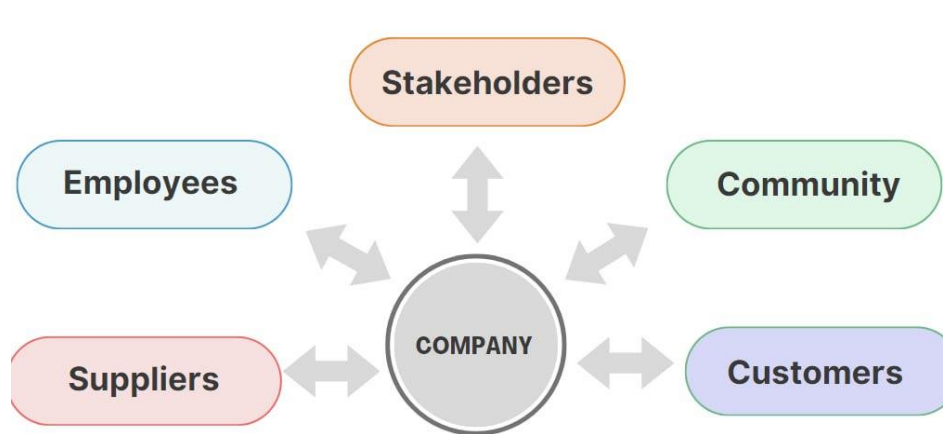 Stakeholders
Employees
Community
COMPANY
Suppliers
Customers